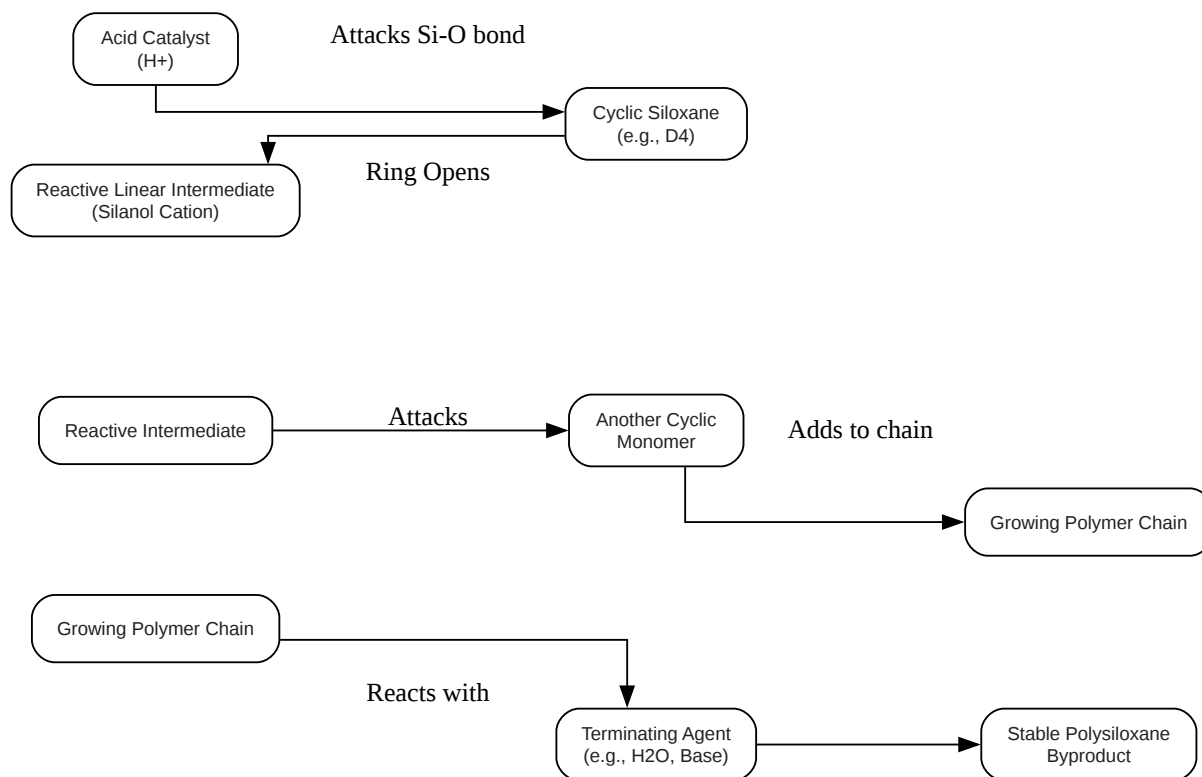 Acid Catalyst
(H+)
Attacks Si-O bond
Cyclic Siloxane
(e.g., D4)
Ring Opens
Reactive Linear Intermediate
(Silanol Cation)
Reactive Intermediate
Attacks
Another Cyclic
Monomer
Adds to chain
Growing Polymer Chain
Growing Polymer Chain
Reacts with
Terminating Agent
(e.g., H2O, Base)
Stable Polysiloxane
Byproduct